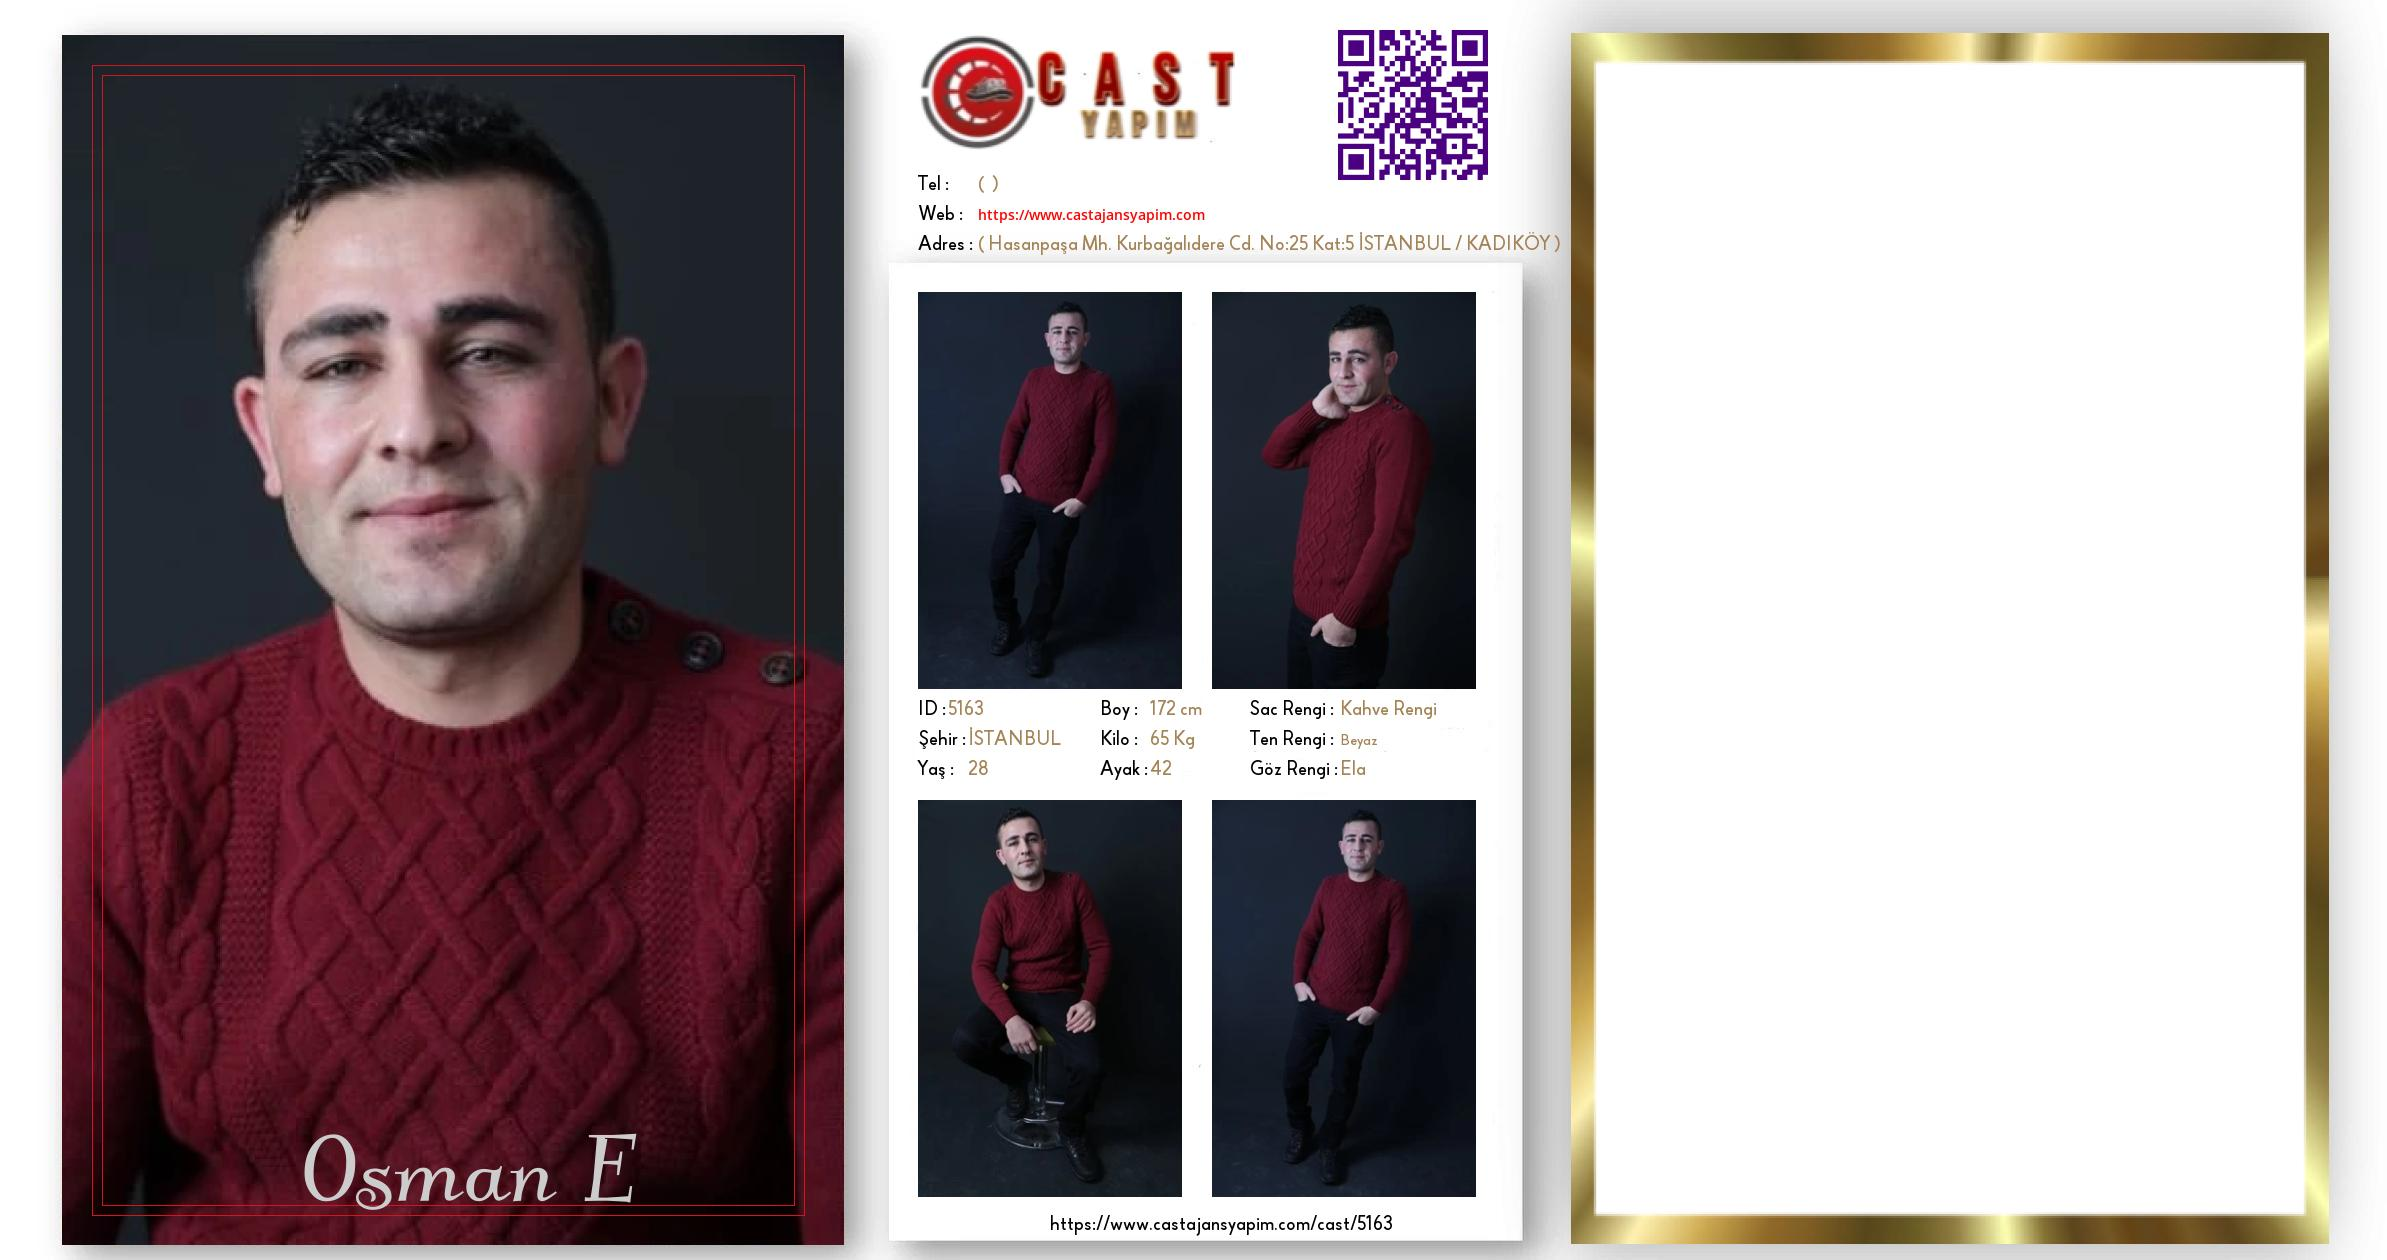 Osman E
CAST
YAPIM
Tel : ( )
Web : https://www.castajansyapim.com
Adres : ( Hasanpaşa Mh. Kurbağalıdere Cd. No:25 Kat:5 İSTANBUL / KADIKÖY )
ID : 5163 Boy : 172 cm Sac Rengi : Kahve Rengi
Şehir : İSTANBUL Kilo : 65 Kg Ten Rengi : Beyaz
Yaş : 28 Ayak : 42 Göz Rengi : Ela
https://www.castajansyapim.com/cast/5163